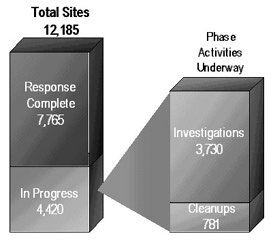 Total Sites
12,185
Response
Complete
7,765
In Progress
4,420
Phase
Activities
Underway
Investigations
3,730
Cleanups
781